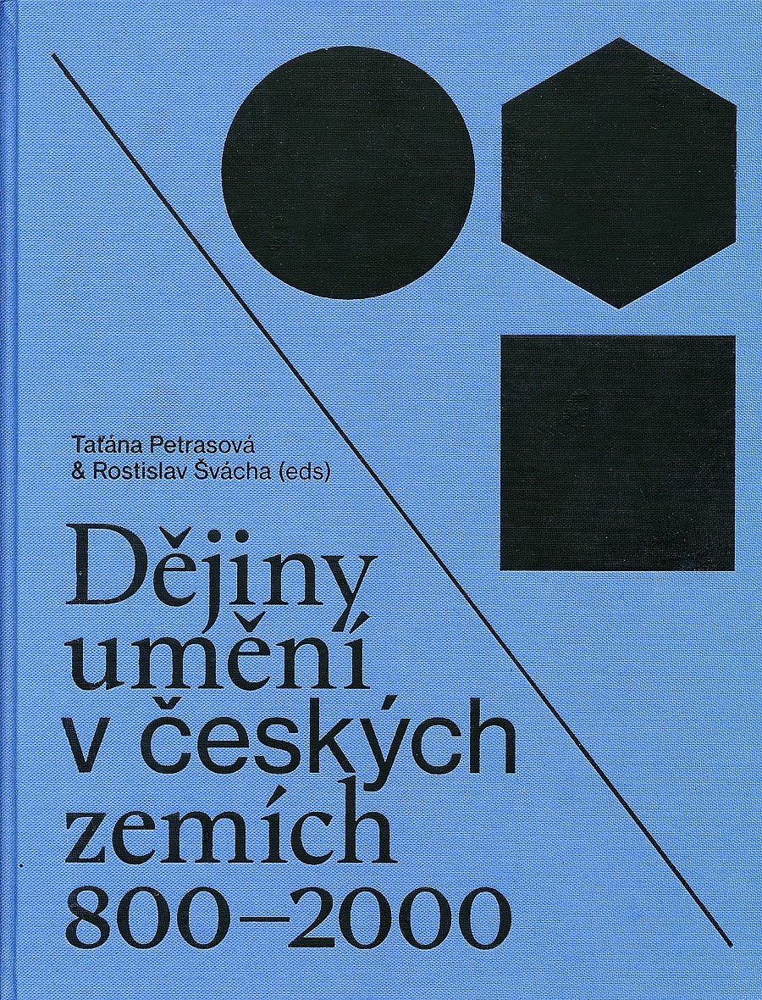 Taťána Petrasová
& Rostislav Švácha (eds)
Dějiny
umění
v českých
zemích
800–2000